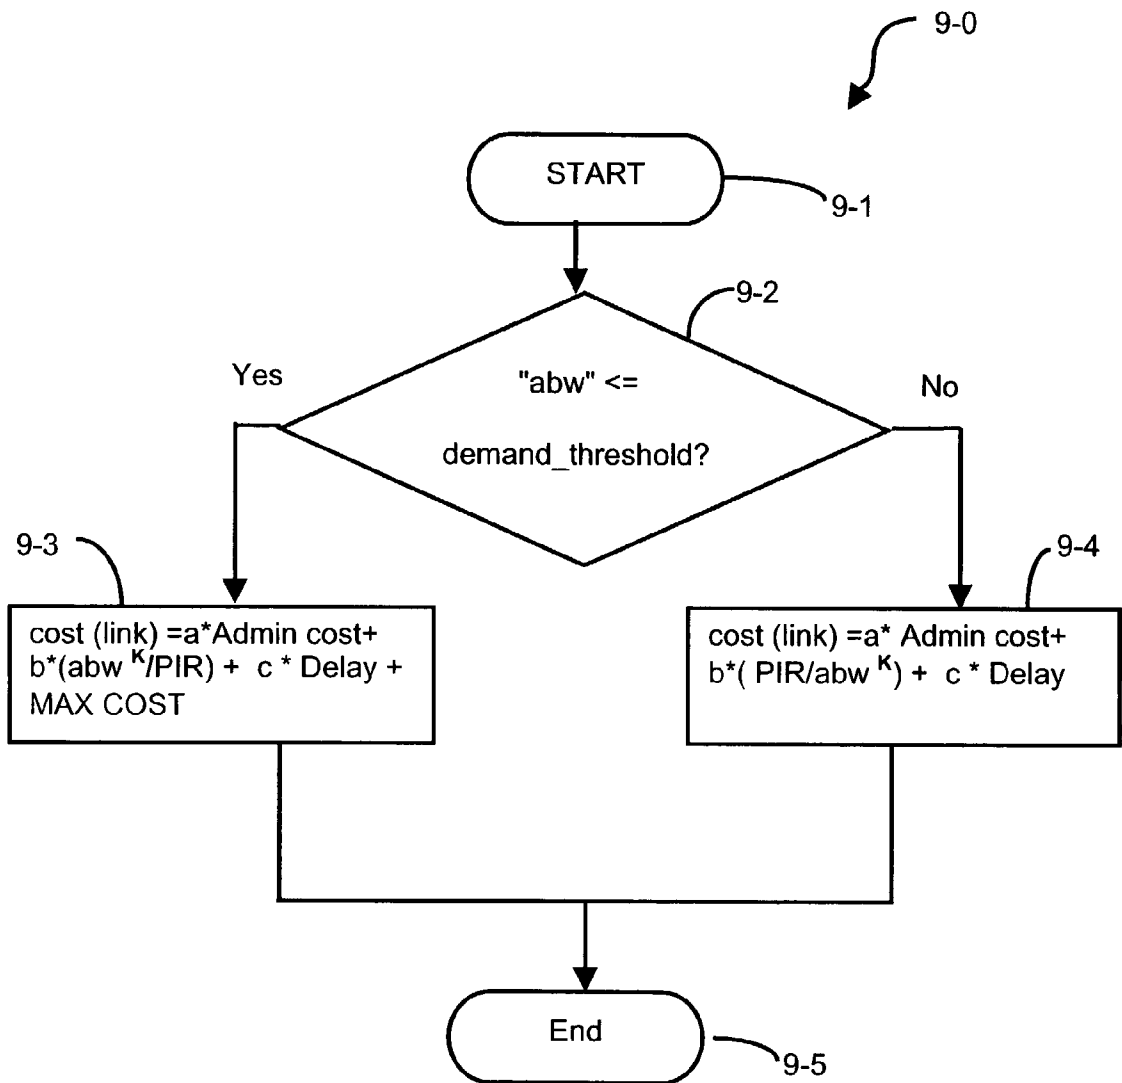 9-0
START
9-1
9-2
Yes
"abw" <=
No
demand_threshold?
9-3
9-4
cost (link) =a*Admin cost+
b*(abw ᴷ/PIR) + c * Delay +
MAX COST
cost (link) =a* Admin cost+
b*( PIR/abw ᴷ) + c * Delay
End
9-5